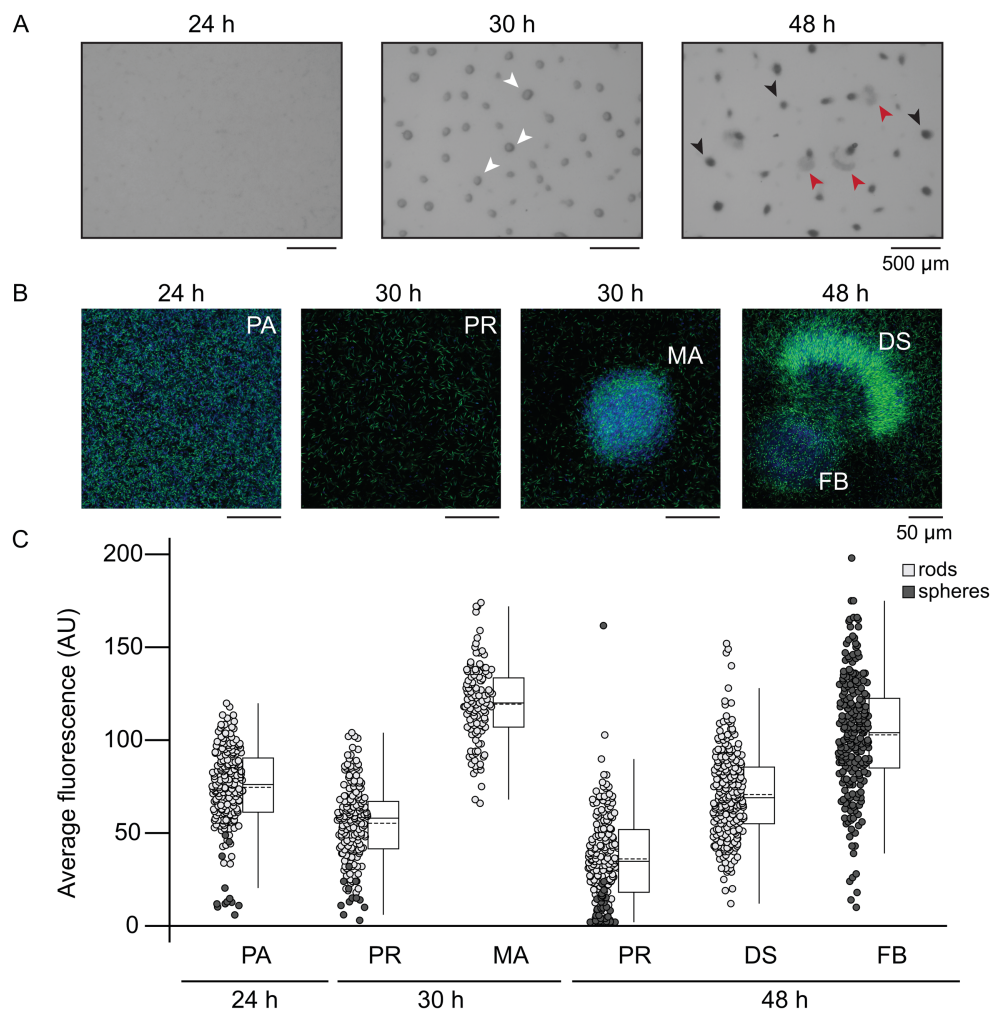 A
24 h
30 h
48 h
500 μm
B
24 h
30 h
30 h
48 h
PA
PR
MA
DS
FB
50 μm
C
Average fluorescence (AU)
200
150
100
50
0
rods
spheres
PA
PR
MA
PR
DS
FB
24 h
30 h
48 h